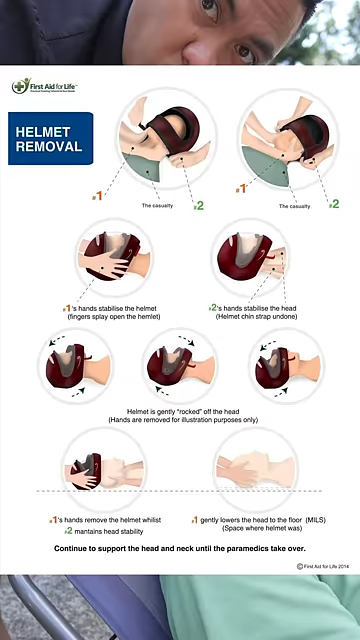 First Aid for Life™
HELMET
REMOVAL
#1
The casualty
#2
#1
The casualty
#2
#1's hands stabilise the helmet
(fingers splay open the hemlet)
#2's hands stabilise the head
(Helmet chin strap undone)
Helmet is gently "rocked" off the head
(Hands are removed for illustration purposes only)
#1's hands remove the helmet whilist
#2 mantains head stability
#1 gently lowers the head to the floor (MILS)
(Space where helmet was)
Continue to support the head and neck until the paramedics take over.
© First Aid for Life 2014